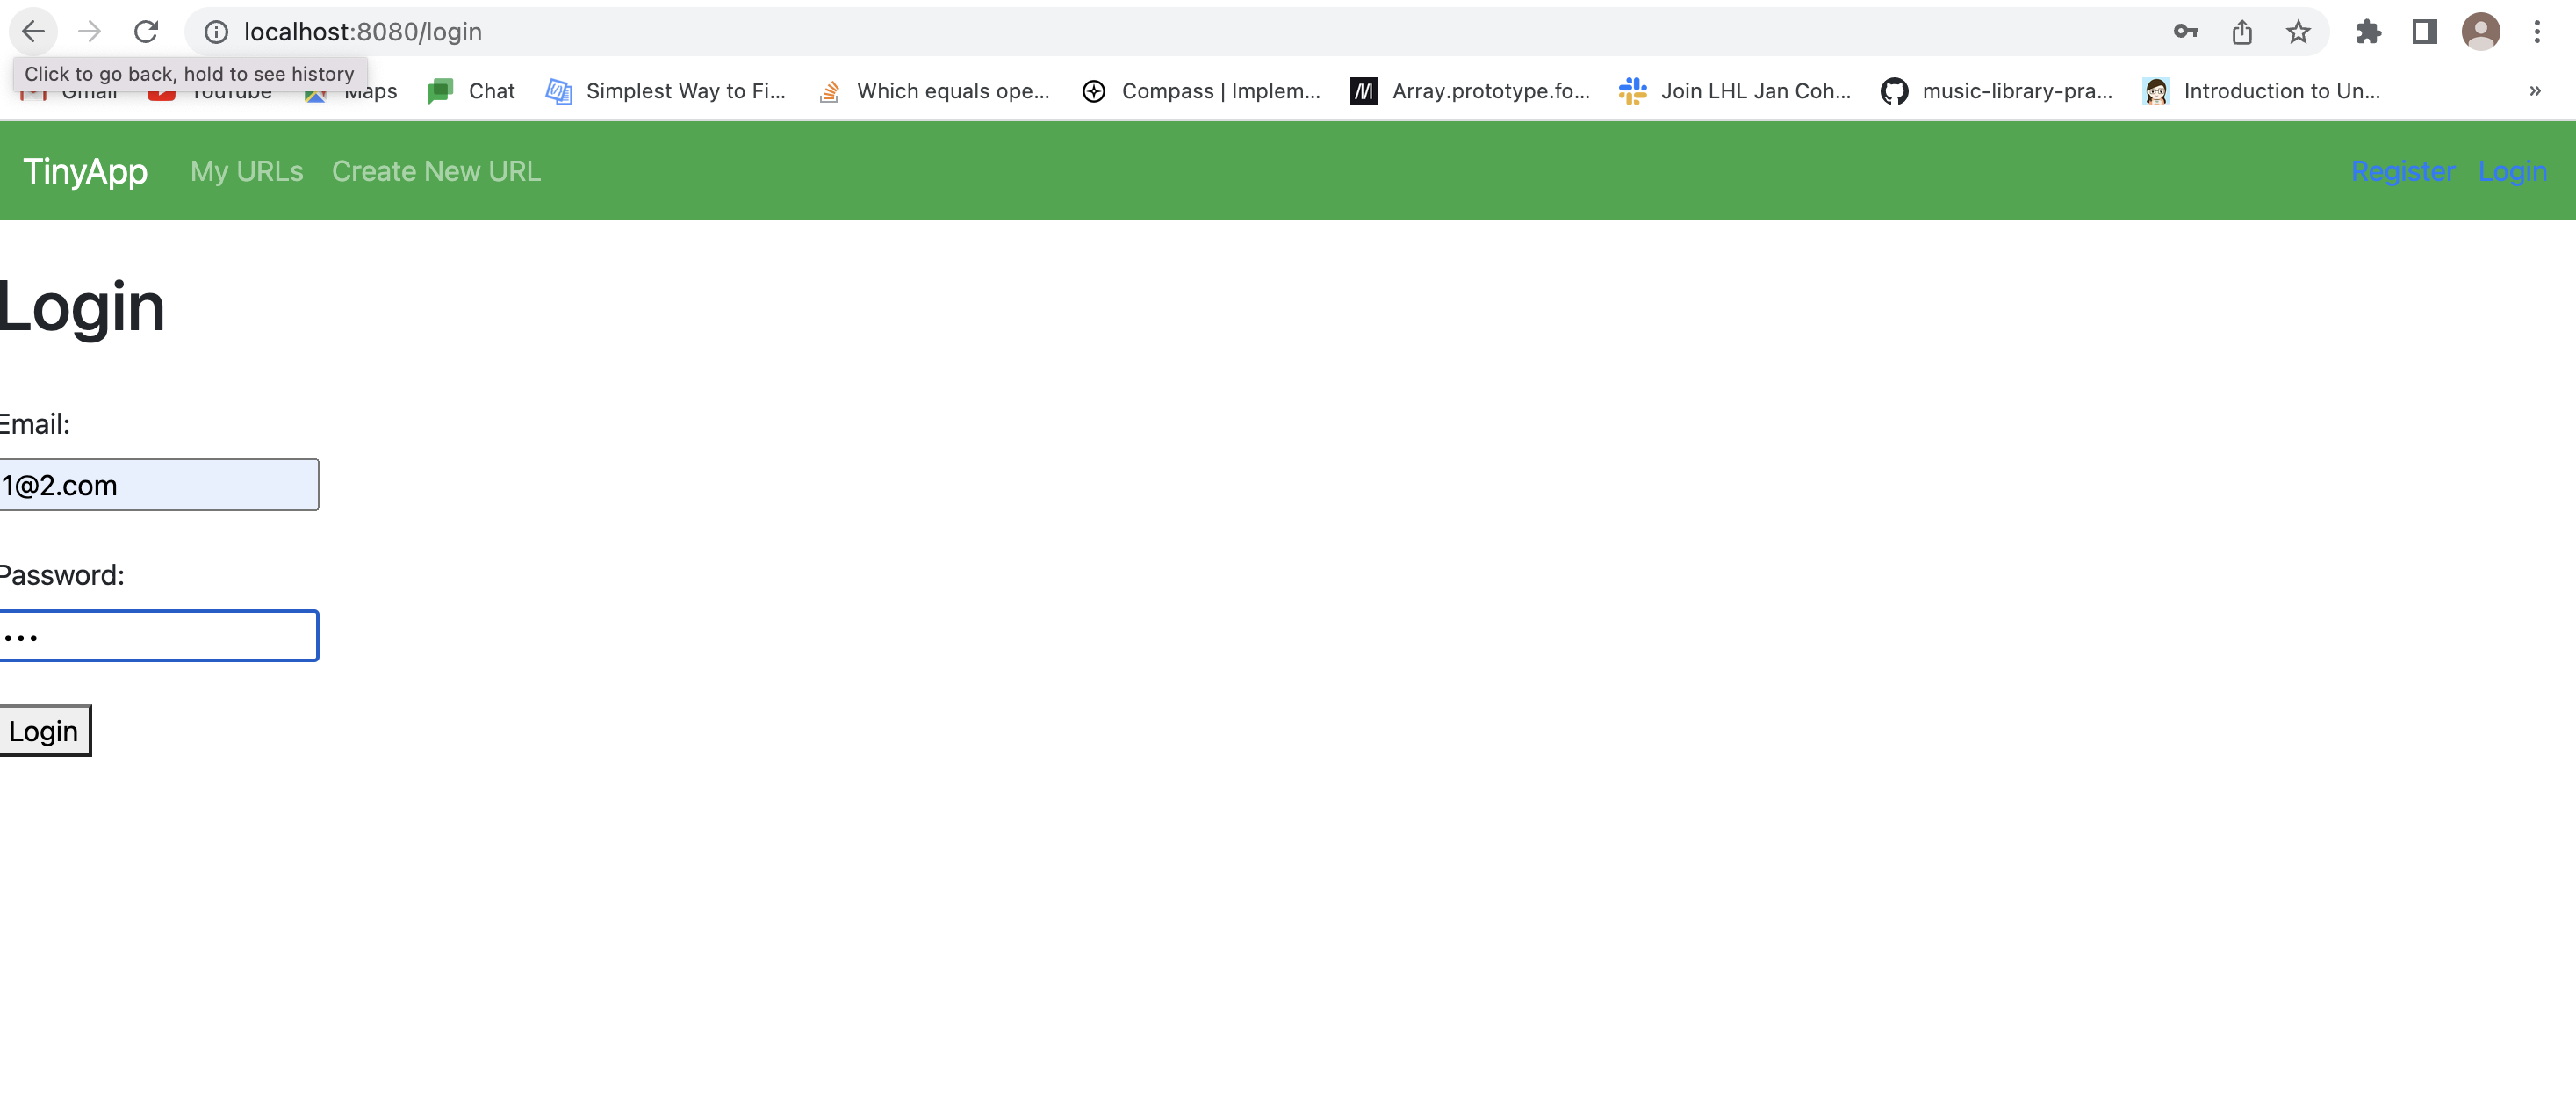 localhost:8080/login
Click to go back, hold to see history
Gmail YouTube Maps Chat Simplest Way to Fi... Which equals ope... Compass | Implem... Array.prototype.fo... Join LHL Jan Coh... music-library-pra... Introduction to Un... »
TinyApp My URLs Create New URL Register Login
Login
Email:
1@2.com
Password:
•••
Login